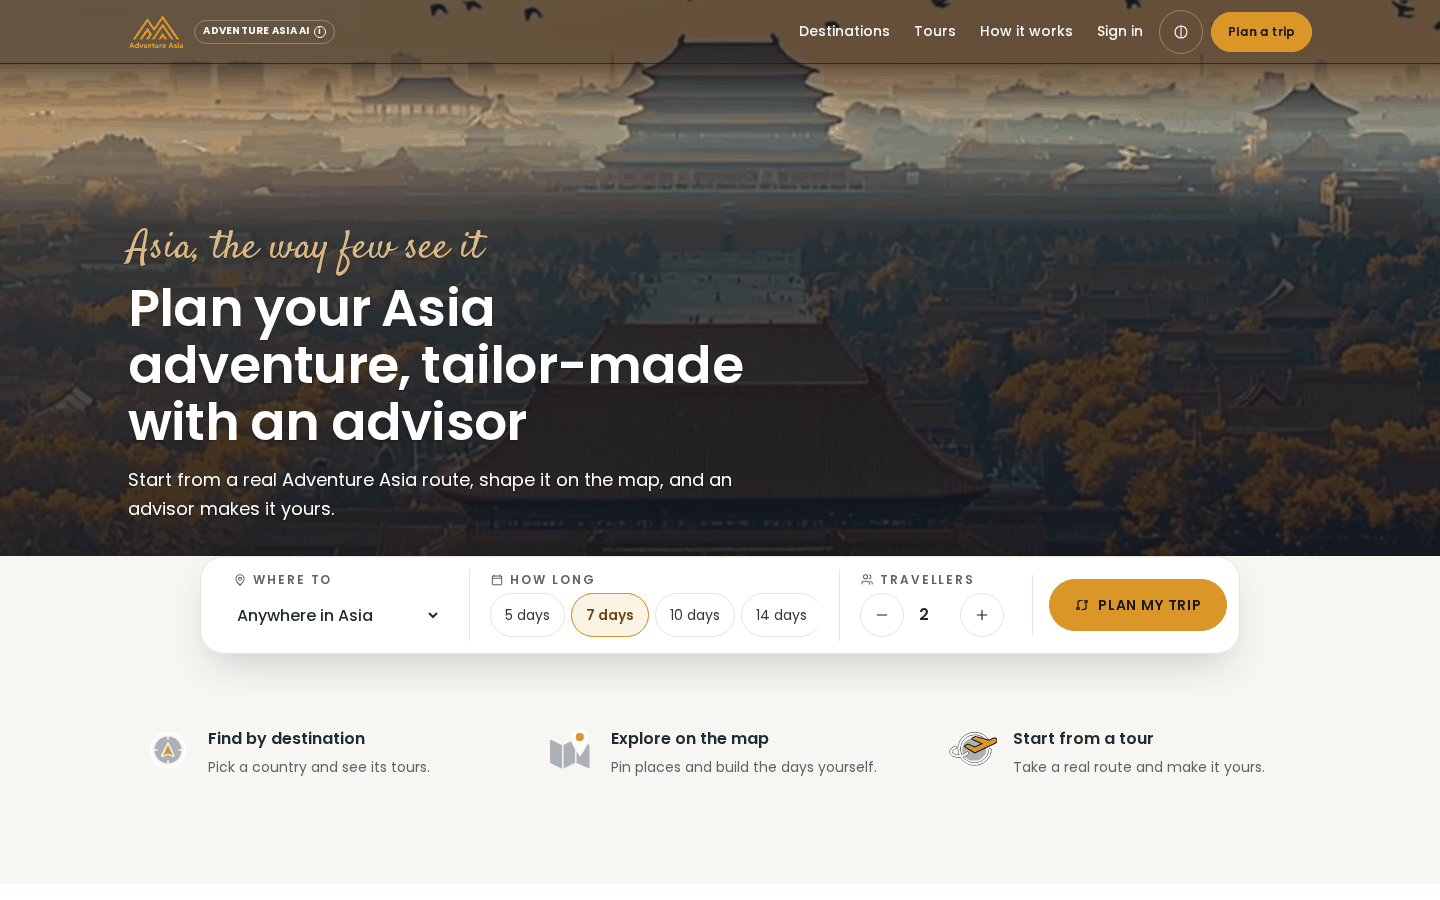 Adventure Asia
ADVENTURE ASIA AI
Destinations
Tours
How it works
Sign in
Plan a trip
Asia, the way few see it
Plan your Asia
adventure, tailor-made
with an advisor
Start from a real Adventure Asia route, shape it on the map, and an
advisor makes it yours.
WHERE TO
Anywhere in Asia
HOW LONG
5 days
7 days
10 days
14 days
TRAVELLERS
2
PLAN MY TRIP
Find by destination
Pick a country and see its tours.
Explore on the map
Pin places and build the days yourself.
Start from a tour
Take a real route and make it yours.